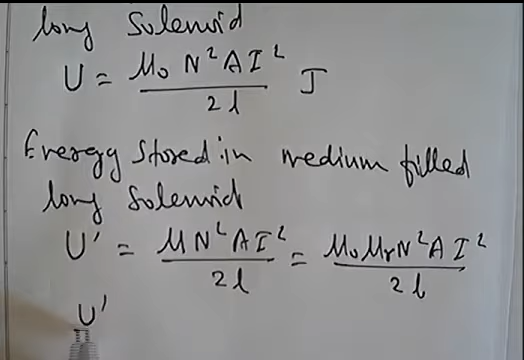 long Solenoid
U = μ₀ N² A I² / 2l J
Energy stored in medium filled
long Solenoid
U' = μ N² A I² / 2l = μ₀ μᵣ N² A I² / 2l
U'